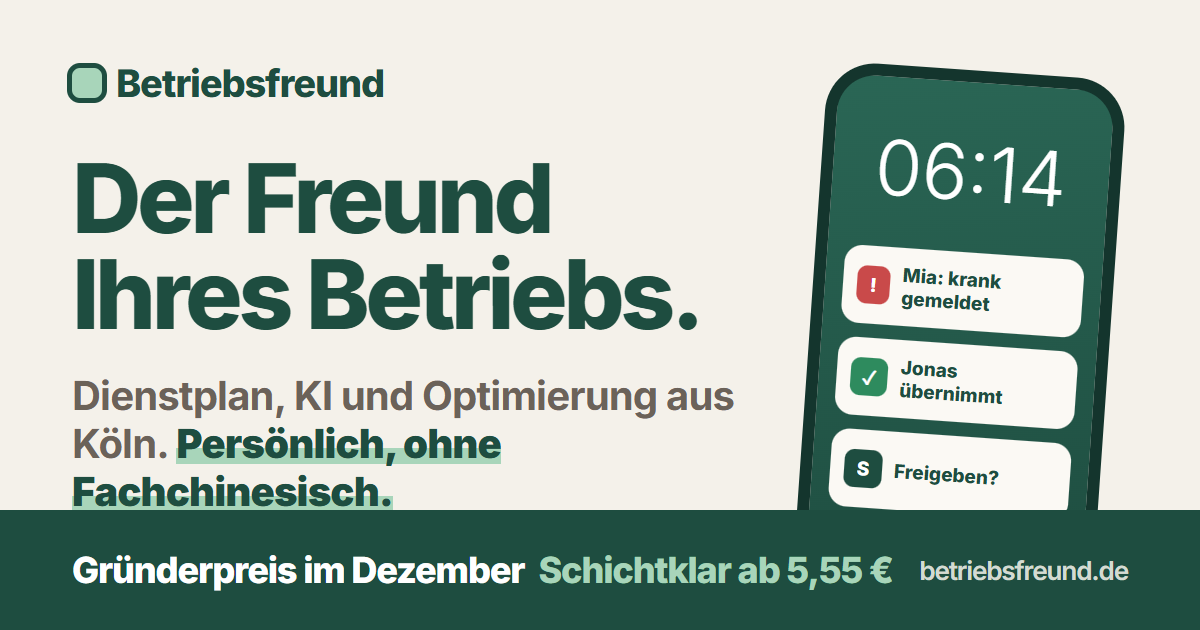 Betriebsfreund
Der Freund
Ihres Betriebs.
Dienstplan, KI und Optimierung aus
Köln. Persönlich, ohne
Fachchinesisch.
06:14
!
Mia: krank
gemeldet
✓
Jonas
übernimmt
S
Freigeben?
Gründerpreis im Dezember Schichtklar ab 5,55 € betriebsfreund.de